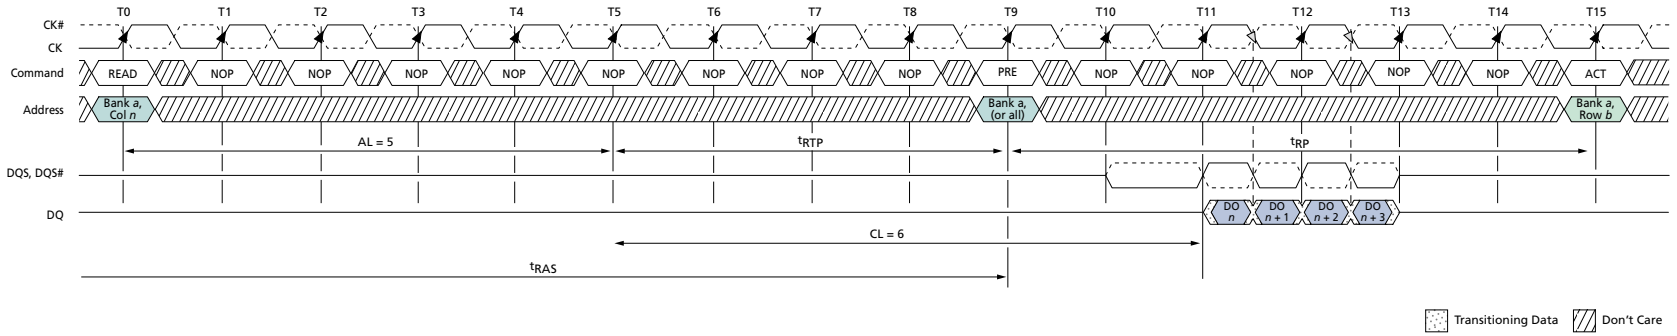 T0 T1 T2 T3 T4 T5 T6 T7 T8 T9 T10 T11 T12 T13 T14 T15
CK#
CK
Command READ NOP NOP NOP NOP NOP NOP NOP NOP PRE NOP NOP NOP NOP NOP ACT
Address Bank a, Bank a, Bank a,
Col n (or all) Row b
AL = 5 tRTP tRP
DQS, DQS#
DQ DO DO DO DO
n n + 1 n + 2 n + 3
CL = 6
tRAS
Transitioning Data Don't Care